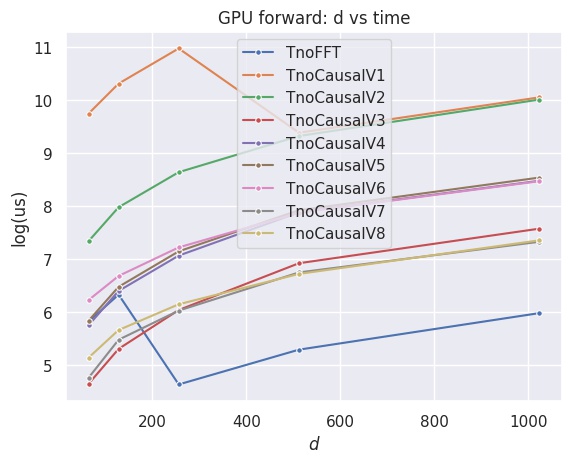 GPU forward: d vs time
11
10
9
8
7
6
5
log(us)
TnoFFT
TnoCausalV1
TnoCausalV2
TnoCausalV3
TnoCausalV4
TnoCausalV5
TnoCausalV6
TnoCausalV7
TnoCausalV8
200
400
600
800
1000
d